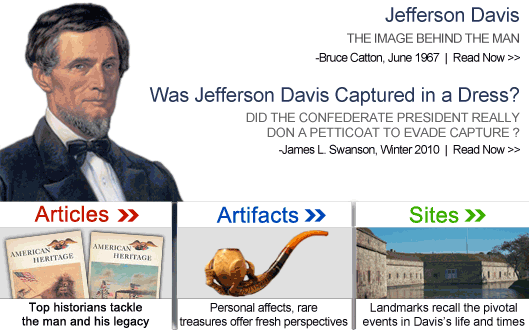 Jefferson Davis
THE IMAGE BEHIND THE MAN
-Bruce Catton, June 1967 | Read Now >>
Was Jefferson Davis Captured in a Dress?
DID THE CONFEDERATE PRESIDENT REALLY
DON A PETTICOAT TO EVADE CAPTURE ?
-James L. Swanson, Winter 2010 | Read Now >>
Articles >>
Artifacts >>
Sites >>
AMERICAN
HERITAGE
AMERICAN
HERITAGE
Top historians tackle
the man and his legacy
Personal affects, rare
treasures offer fresh perspectives
Landmarks recall the pivotal
events in Davis's life and times